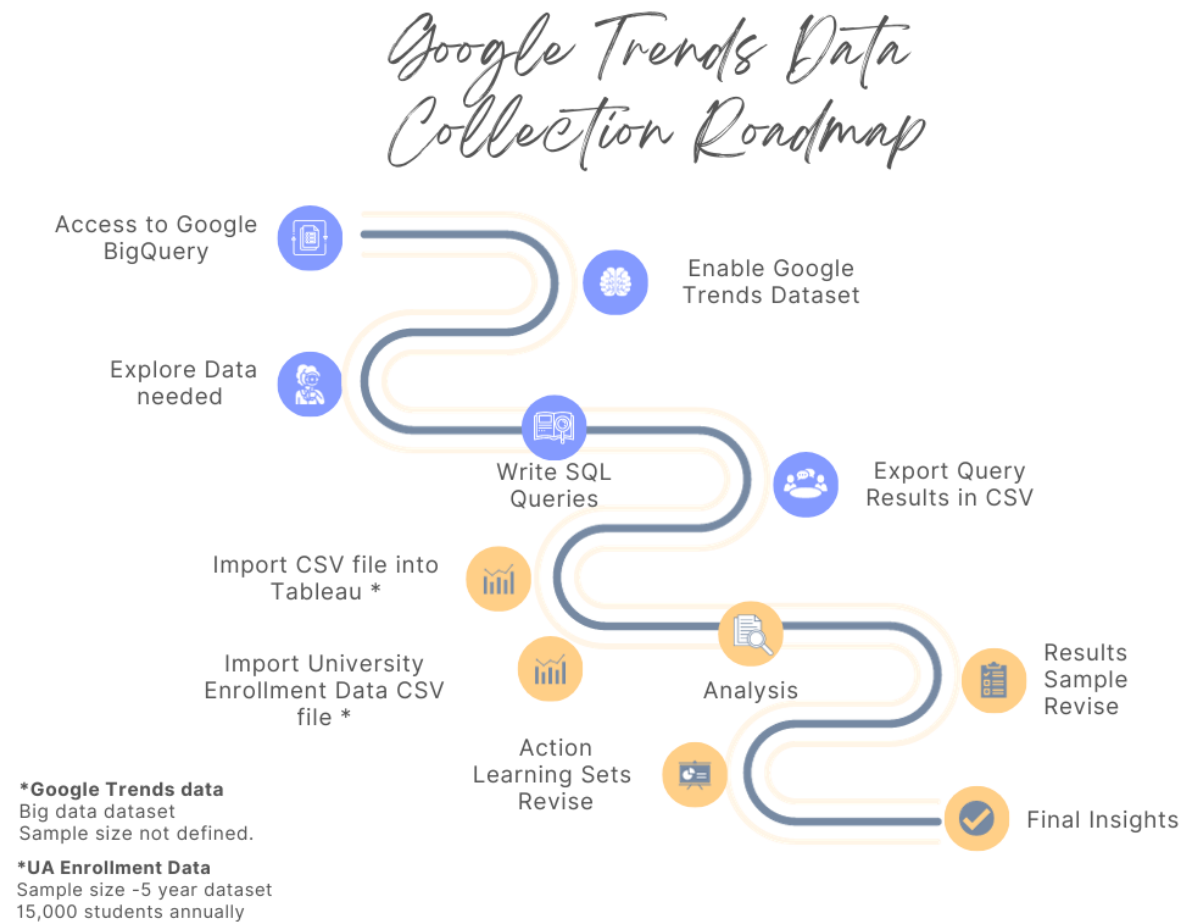 Google Trends Data
Collection Roadmap
Access to Google
BigQuery
Enable Google
Trends Dataset
Explore Data
needed
Write SQL
Queries
Export Query
Results in CSV
Import CSV file into
Tableau *
Import University
Enrollment Data CSV
file *
Analysis
Results
Sample
Revise
Action
Learning Sets
Revise
Final Insights
*Google Trends data
Big data dataset
Sample size not defined.
*UA Enrollment Data
Sample size -5 year dataset
15,000 students annually